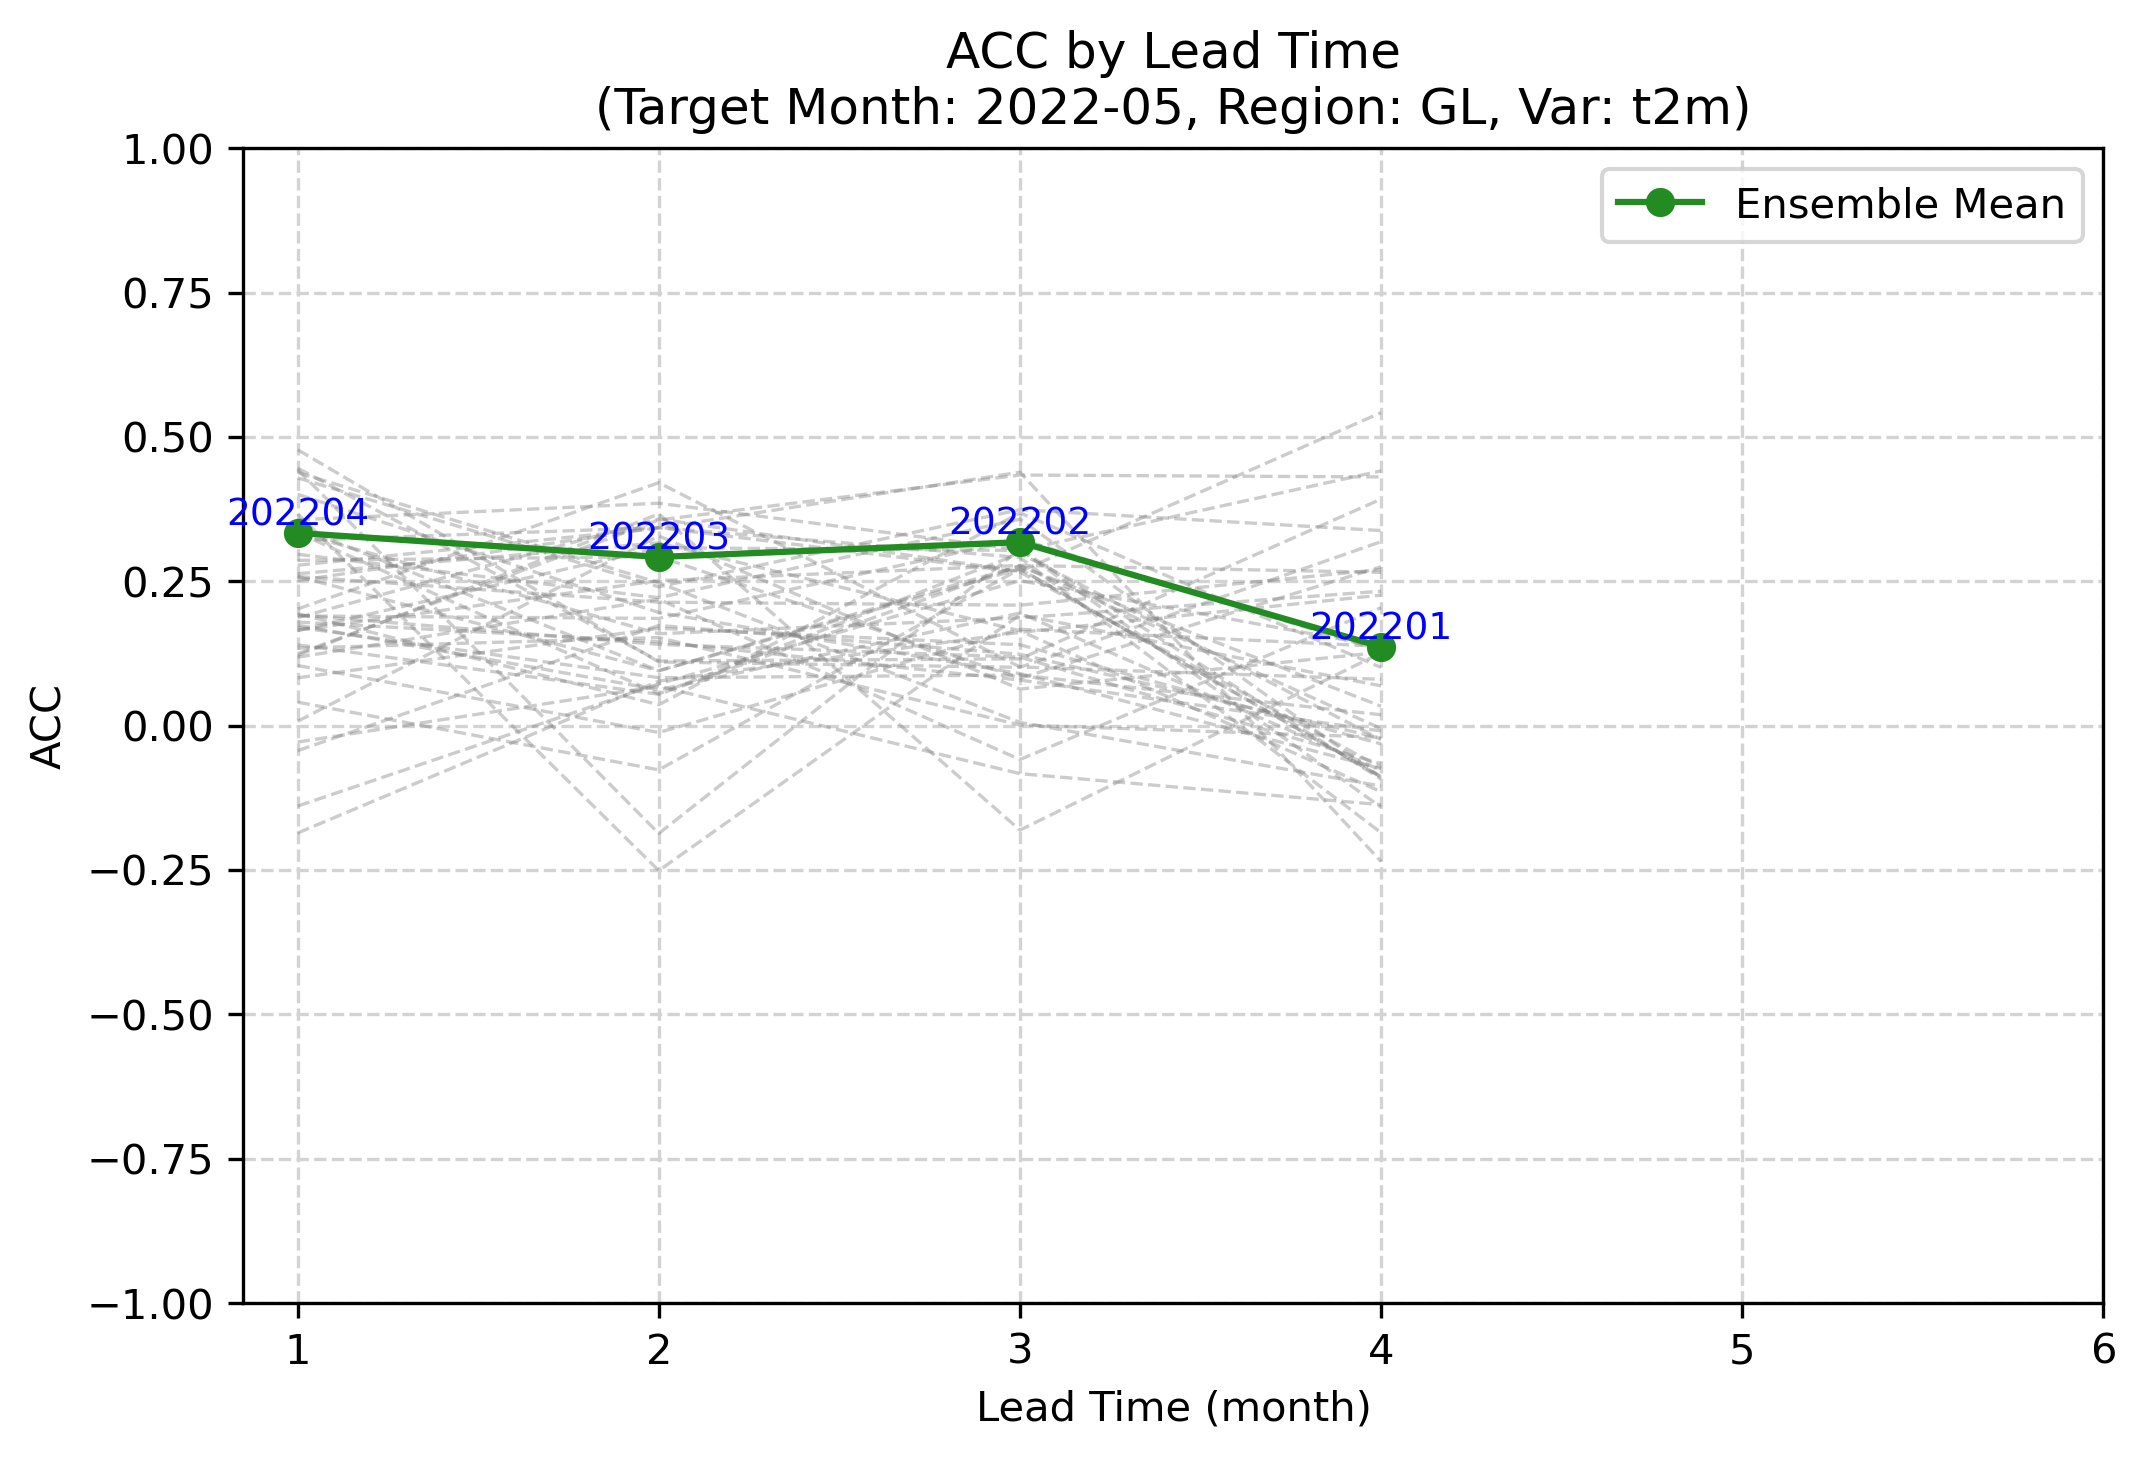 ACC by Lead Time
(Target Month: 2022-05, Region: GL, Var: t2m)
Ensemble Mean
1.00
0.75
0.50
0.25
0.00
−0.25
−0.50
−0.75
−1.00
ACC
202204
202203
202202
202201
1 2 3 4 5 6
Lead Time (month)